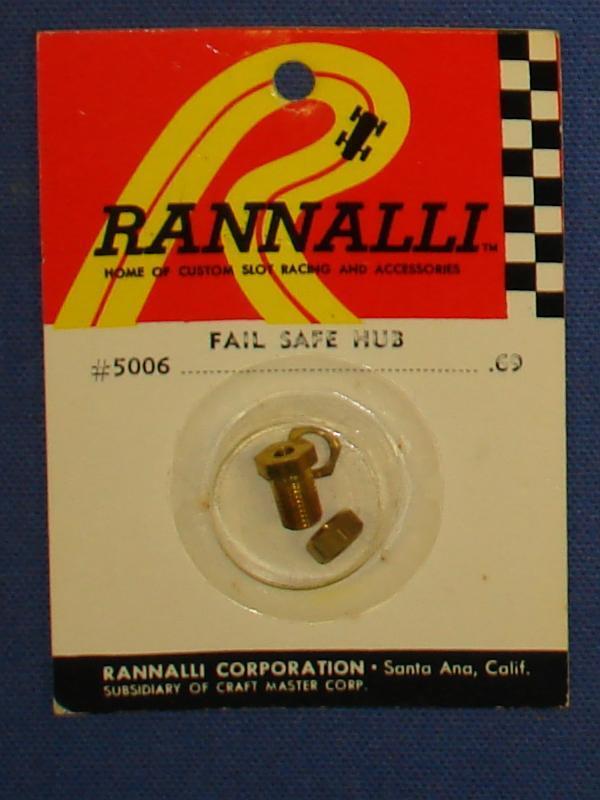 RANNALLI™
HOME OF CUSTOM SLOT RACING AND ACCESSORIES
FAIL SAFE HUB
#5006 .69
RANNALLI CORPORATION • Santa Ana, Calif.
SUBSIDIARY OF CRAFT MASTER CORP.